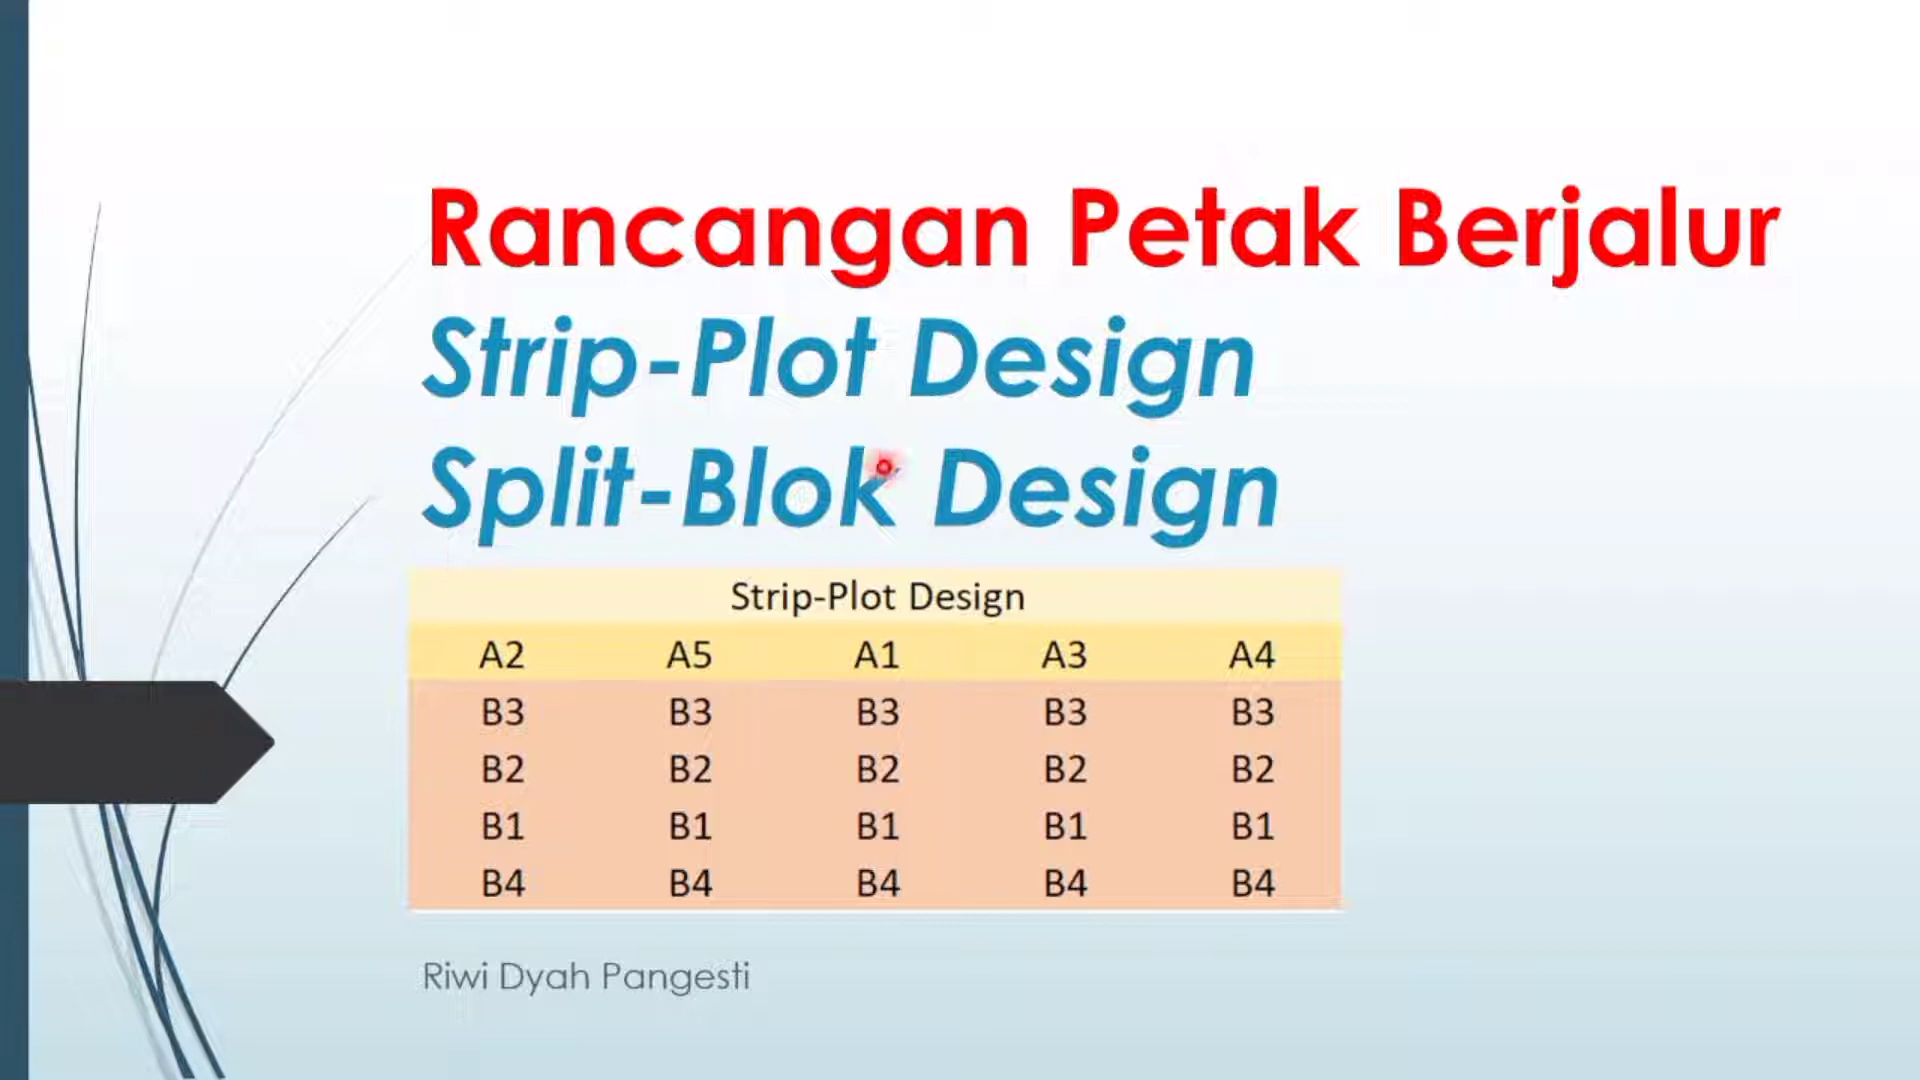 Rancangan Petak Berjalur
Strip-Plot Design
Split-Blok Design
Strip-Plot Design
A2 A5 A1 A3 A4
B3 B3 B3 B3 B3
B2 B2 B2 B2 B2
B1 B1 B1 B1 B1
B4 B4 B4 B4 B4
Riwi Dyah Pangesti